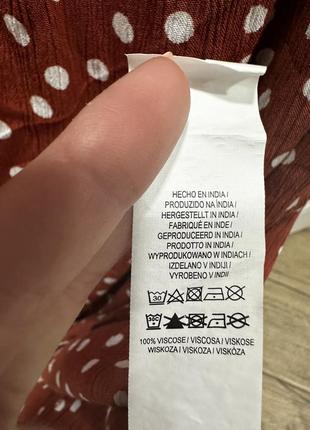 HECHO EN INDIA /
PRODUZIDO NA ÍNDIA /
HERGESTELLT IN INDIA /
FABRIQUÉ EN INDE /
GEPRODUCEERD IN INDIA /
PRODOTTO IN INDIA /
WYPRODUKOWANO W INDIACH /
IZDELANO V INDIJI /
VYROBENO V INDII
30
100% VISCOSE / VISCOSA / VISKOSE
WISKOZA / VISKOZA / VISKÓZA